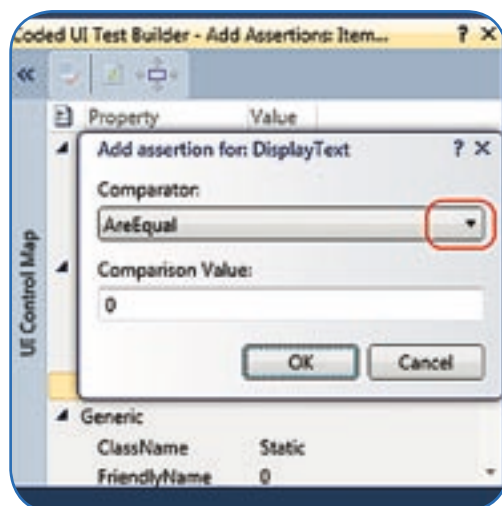 Coded UI Test Builder - Add Assertions: Item... ? ×
«
Property Value
Add assertion for: DisplayText ? ×
Comparator:
AreEqual
Comparison Value:
0
OK Cancel
UI Control Map
Generic
ClassName Static
FriendlyName 0